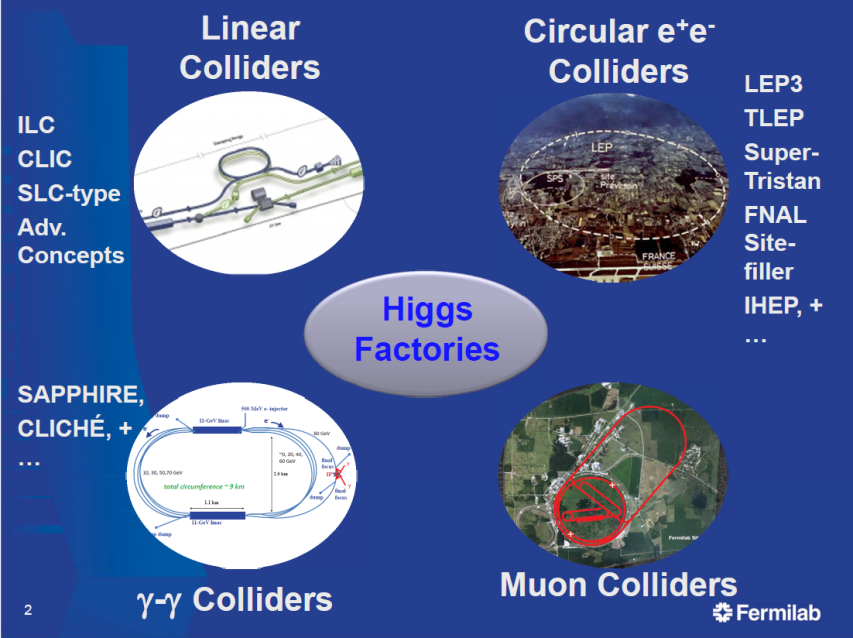 Linear
Colliders
Circular e⁺e⁻
Colliders
ILC
CLIC
SLC-type
Adv.
Concepts
LEP3
TLEP
Super-
Tristan
FNAL
Site-
filler
IHEP, +
…
Damping Rings
LEP
SPS
site
Prévessin
FRANCE
SUISSE
Higgs
Factories
SAPPHIRE,
CLICHÉ, +
…
dump
11-GeV linac
500 MeV e- injector
e-
e-
80 GeV
dump
10, 30, 50,70 GeV
~0, 20, 40,
60 GeV
final
focus
IP
total circumference ~ 9 km
2.0 km
1.1 km
dump
final
focus
11-GeV linac
dump
Fermilab
γ-γ Colliders
Muon Colliders
2
Fermilab